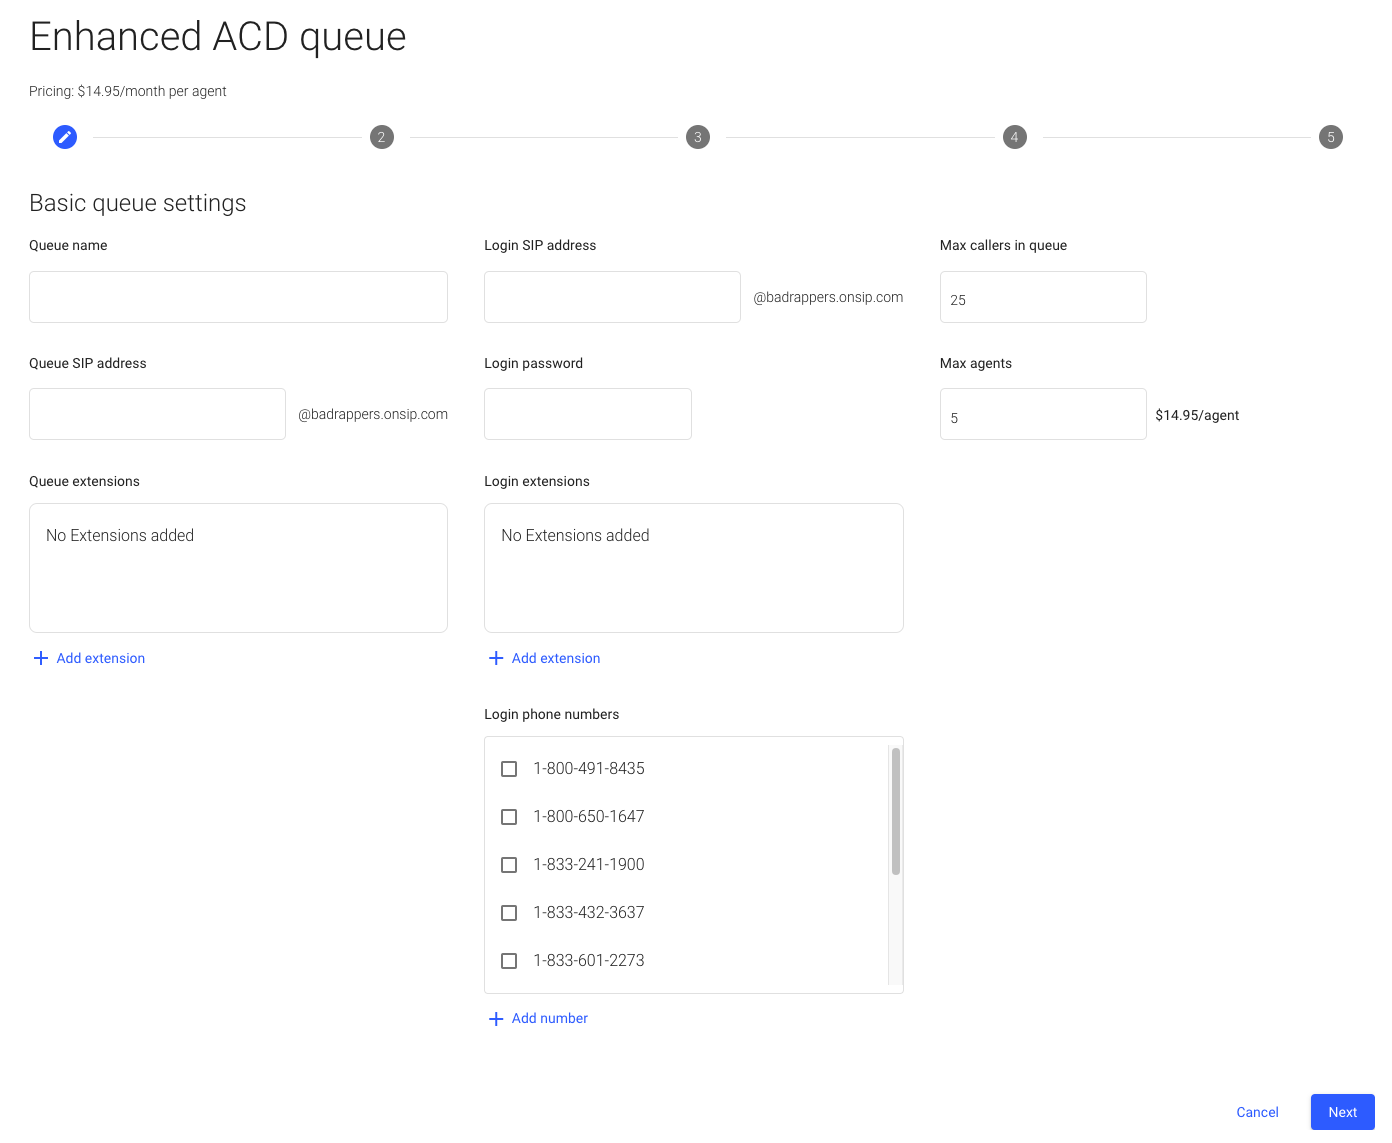 Enhanced ACD queue
Pricing: $14.95/month per agent
2
3
4
5
Basic queue settings
Queue name
Login SIP address
@badrappers.onsip.com
Max callers in queue
25
Queue SIP address
@badrappers.onsip.com
Login password
Max agents
5
$14.95/agent
Queue extensions
No Extensions added
Add extension
Login extensions
No Extensions added
Add extension
Login phone numbers
1-800-491-8435
1-800-650-1647
1-833-241-1900
1-833-432-3637
1-833-601-2273
Add number
Cancel
Next